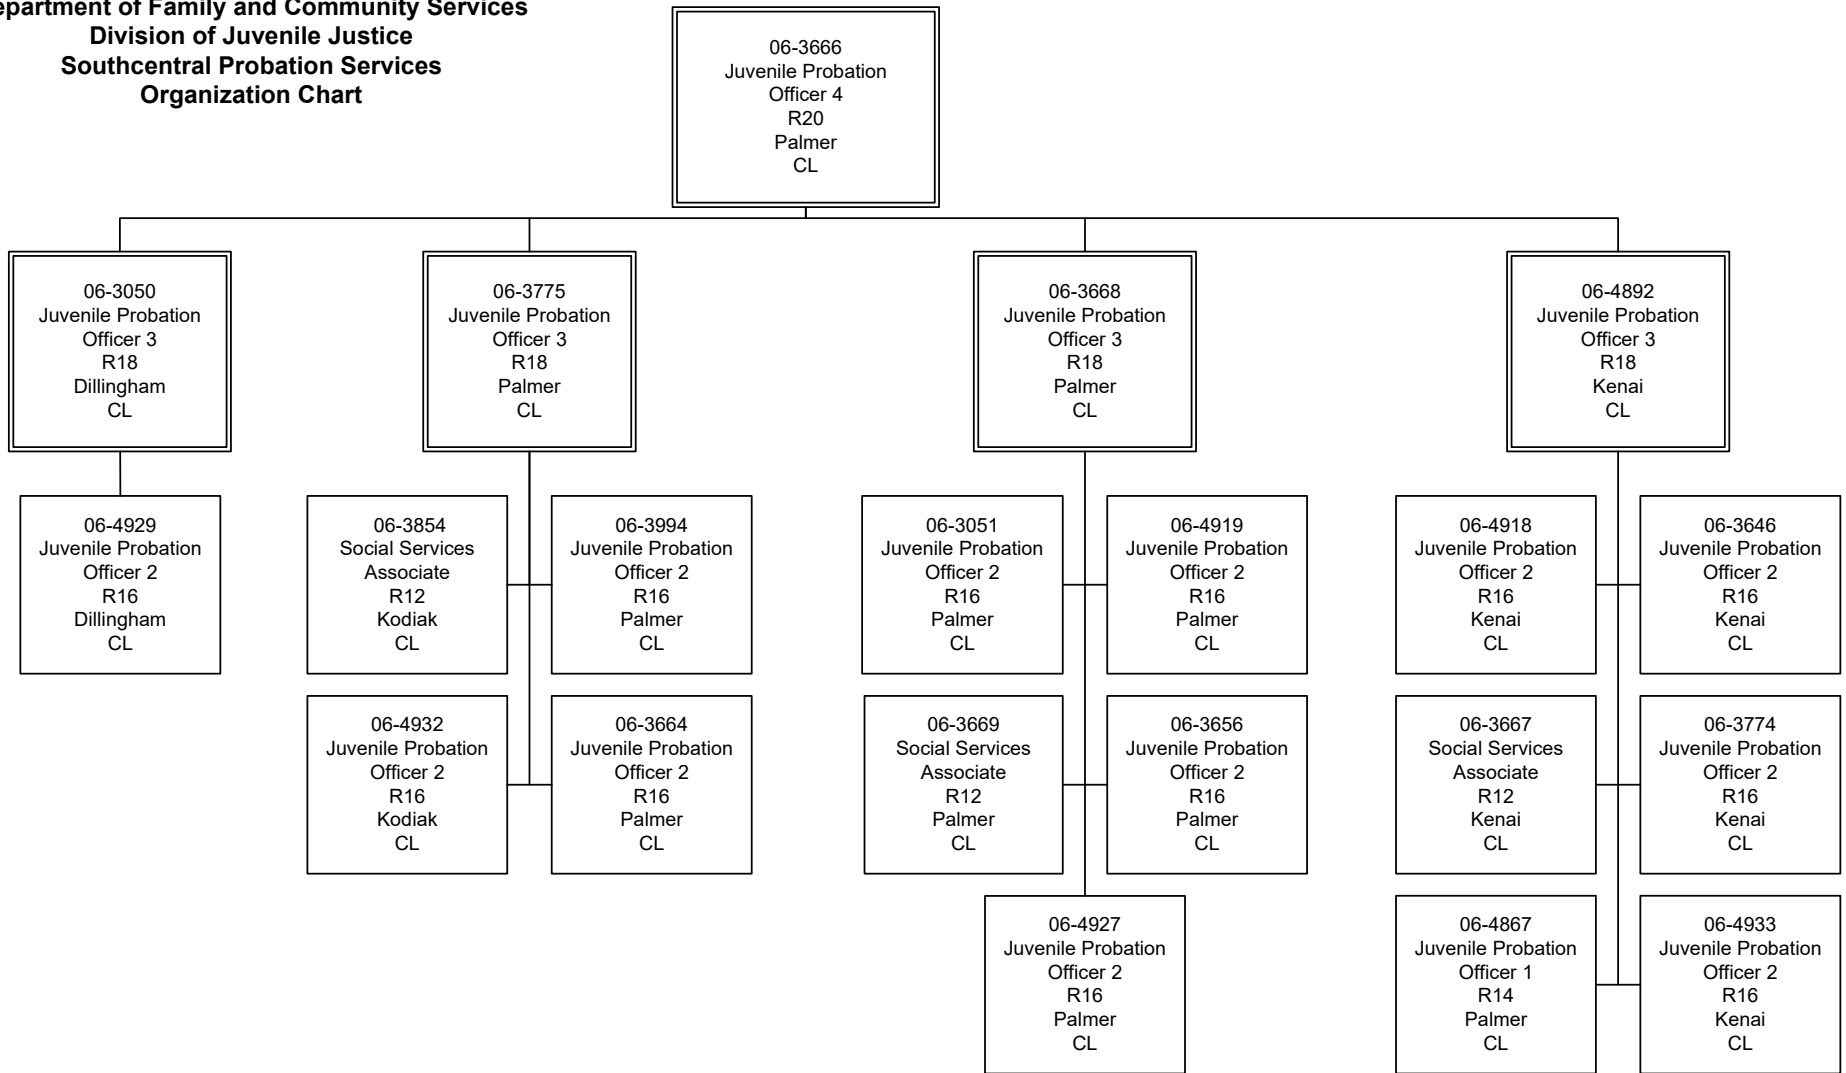 epartment of Family and Community Services
Division of Juvenile Justice
Southcentral Probation Services
Organization Chart
06-3666
Juvenile Probation
Officer 4
R20
Palmer
CL
06-3050
Juvenile Probation
Officer 3
R18
Dillingham
CL
06-3775
Juvenile Probation
Officer 3
R18
Palmer
CL
06-3668
Juvenile Probation
Officer 3
R18
Palmer
CL
06-4892
Juvenile Probation
Officer 3
R18
Kenai
CL
06-4929
Juvenile Probation
Officer 2
R16
Dillingham
CL
06-3854
Social Services
Associate
R12
Kodiak
CL
06-3994
Juvenile Probation
Officer 2
R16
Palmer
CL
06-3051
Juvenile Probation
Officer 2
R16
Palmer
CL
06-4919
Juvenile Probation
Officer 2
R16
Palmer
CL
06-4918
Juvenile Probation
Officer 2
R16
Kenai
CL
06-3646
Juvenile Probation
Officer 2
R16
Kenai
CL
06-4932
Juvenile Probation
Officer 2
R16
Kodiak
CL
06-3664
Juvenile Probation
Officer 2
R16
Palmer
CL
06-3669
Social Services
Associate
R12
Palmer
CL
06-3656
Juvenile Probation
Officer 2
R16
Palmer
CL
06-3667
Social Services
Associate
R12
Kenai
CL
06-3774
Juvenile Probation
Officer 2
R16
Kenai
CL
06-4927
Juvenile Probation
Officer 2
R16
Palmer
CL
06-4867
Juvenile Probation
Officer 1
R14
Palmer
CL
06-4933
Juvenile Probation
Officer 2
R16
Kenai
CL